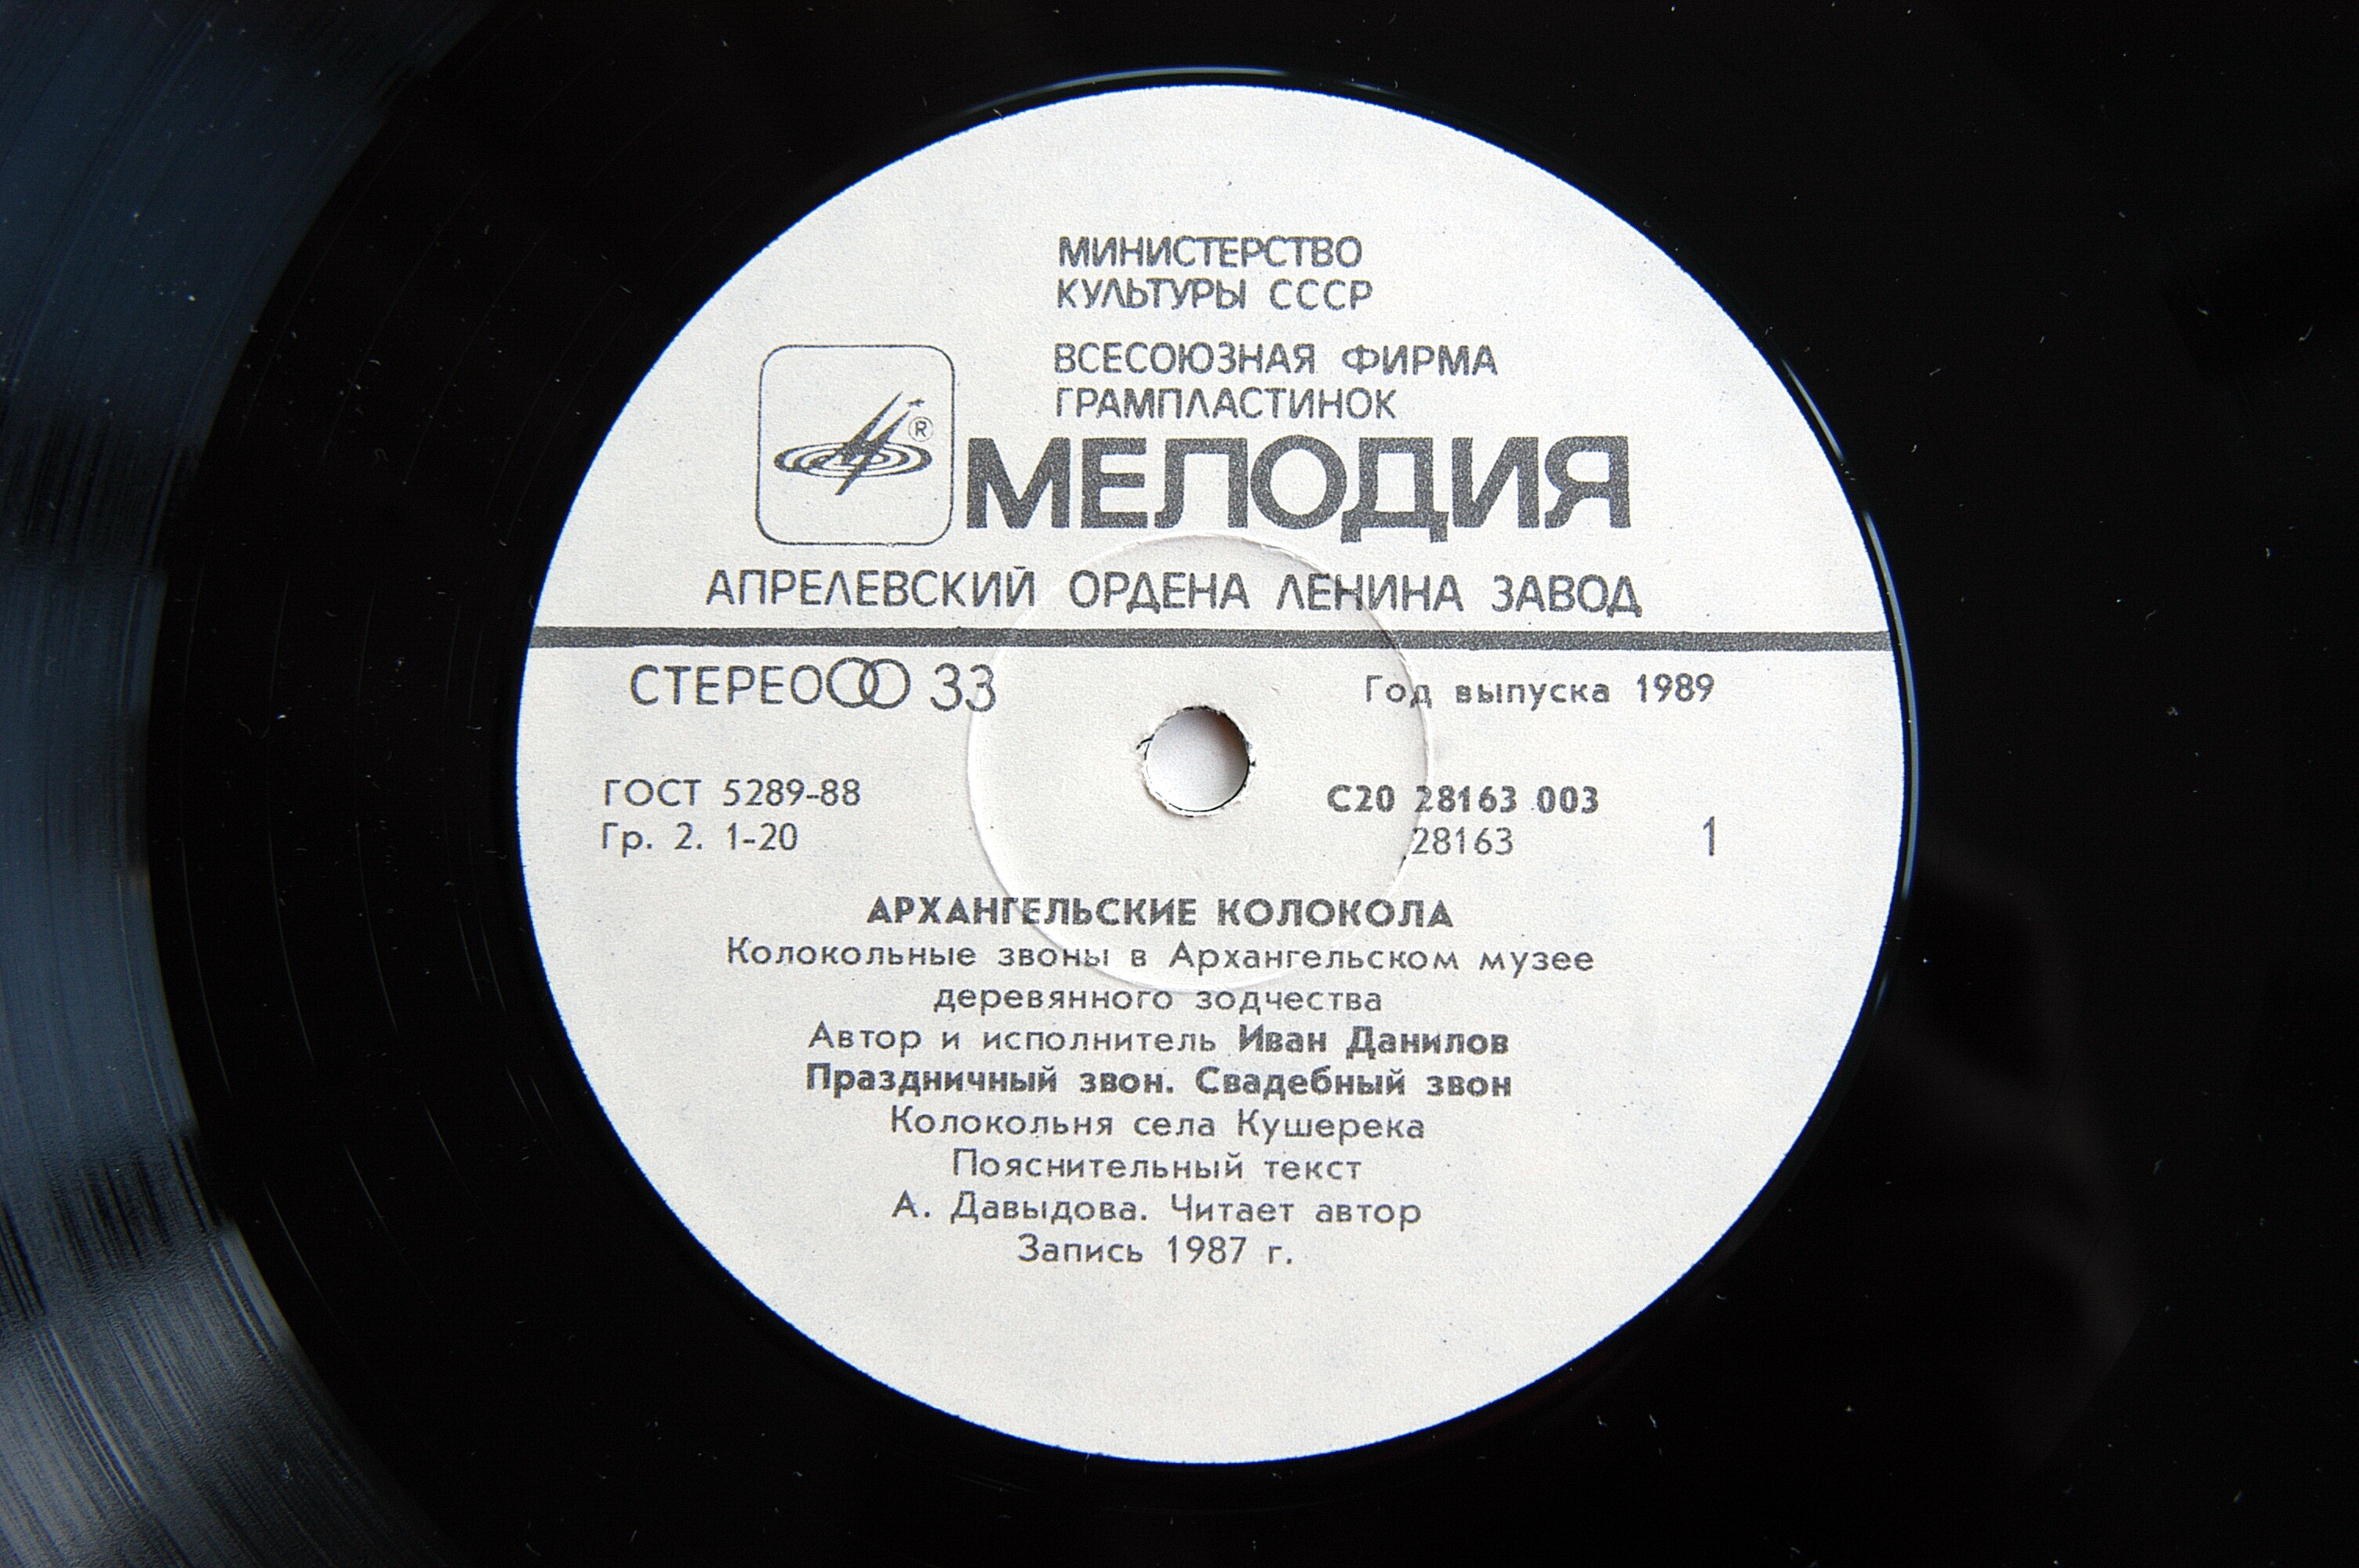 МИНИСТЕРСТВО
КУЛЬТУРЫ СССР
ВСЕСОЮЗНАЯ ФИРМА
ГРАМПЛАСТИНОК
®
МЕЛОДИЯ
АПРЕЛЕВСКИЙ ОРДЕНА ЛЕНИНА ЗАВОД
СТЕРЕО 33
Год выпуска 1989
ГОСТ 5289-88
Гр. 2. 1-20
С20 28163 003
28163
1
АРХАНГЕЛЬСКИЕ КОЛОКОЛА
Колокольные звоны в Архангельском музее
деревянного зодчества
Автор и исполнитель Иван Данилов
Праздничный звон. Свадебный звон
Колокольня села Кушерека
Пояснительный текст
А. Давыдова. Читает автор
Запись 1987 г.